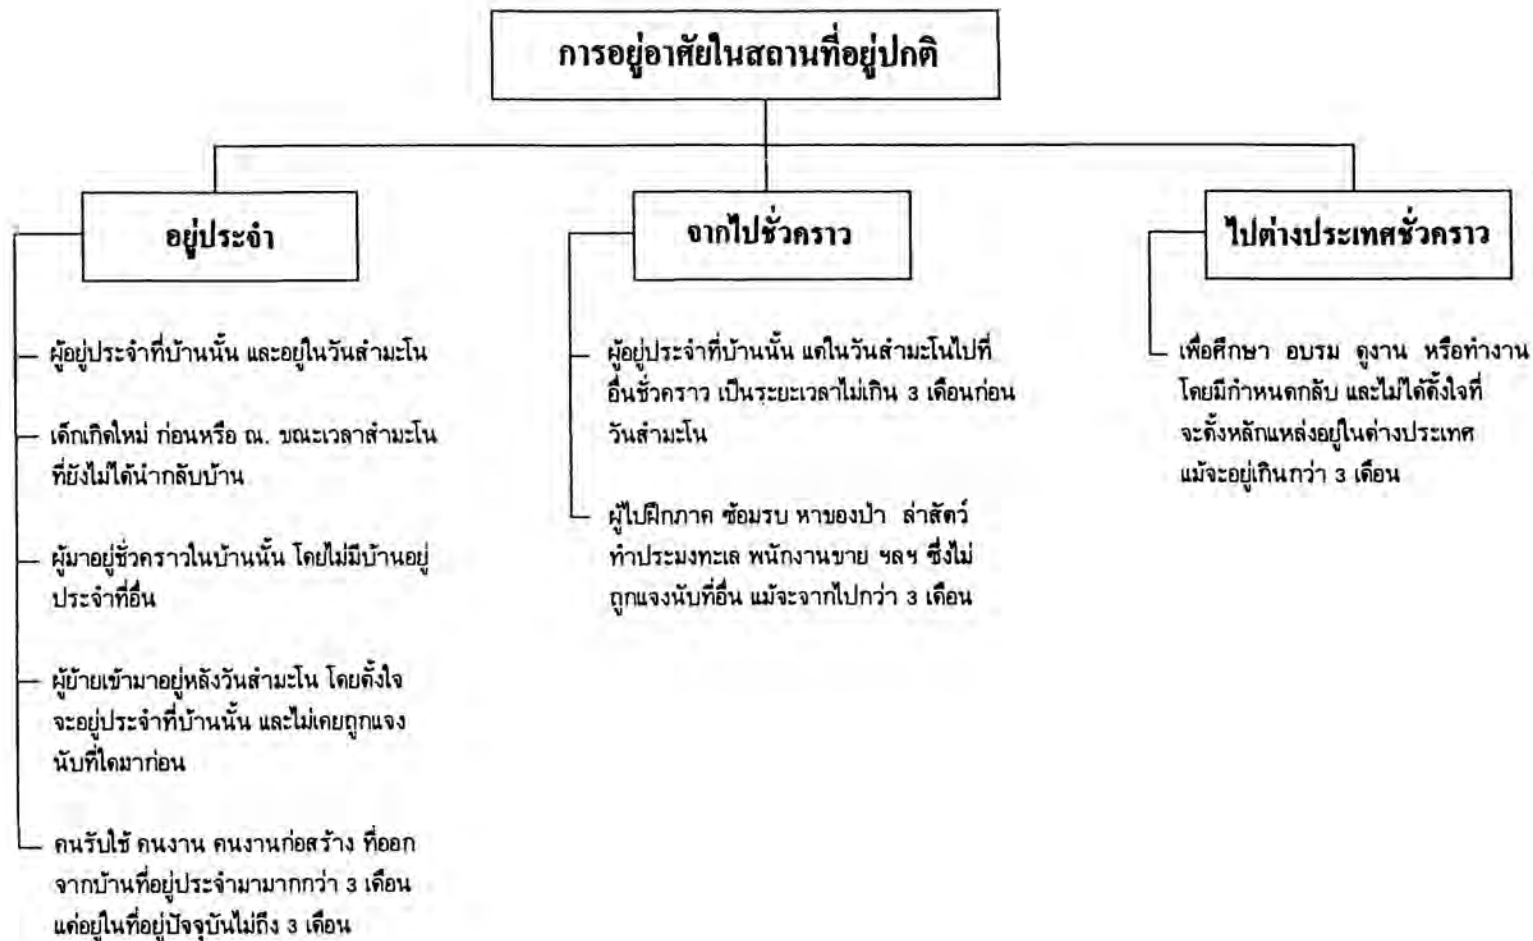 การอยู่อาศัยในสถานที่อยู่ปกติ
อยู่ประจำ
ผู้อยู่ประจำที่บ้านนั้น และอยู่ในวันสำมะโน
เด็กเกิดใหม่ ก่อนหรือ ณ. ขณะเวลาสำมะโน
ที่ยังไม่ได้นำกลับบ้าน
ผู้มาอยู่ชั่วคราวในบ้านนั้น โดยไม่มีบ้านอยู่
ประจำที่อื่น
ผู้ย้ายเข้ามาอยู่หลังวันสำมะโน โดยตั้งใจ
จะอยู่ประจำที่บ้านนั้น และไม่เคยถูกแจง
นับที่ใดมาก่อน
คนรับใช้ คนงาน คนงานก่อสร้าง ที่ออก
จากบ้านที่อยู่ประจำมามากกว่า 3 เดือน
แต่อยู่ในที่อยู่ปัจจุบันไม่ถึง 3 เดือน
จากไปชั่วคราว
ผู้อยู่ประจำที่บ้านนั้น แต่ในวันสำมะโนไปที่
อื่นชั่วคราว เป็นระยะเวลาไม่เกิน 3 เดือนก่อน
วันสำมะโน
ผู้ไปฝึกภาค ซ้อมรบ หาของป่า ล่าสัตว์
ทำประมงทะเล พนักงานขาย ฯลฯ ซึ่งไม่
ถูกแจงนับที่อื่น แม้จะจากไปกว่า 3 เดือน
ไปต่างประเทศชั่วคราว
เพื่อศึกษา อบรม ดูงาน หรือทำงาน
โดยมีกำหนดกลับ และไม่ได้ตั้งใจที่
จะตั้งหลักแหล่งอยู่ในต่างประเทศ
แม้จะอยู่เกินกว่า 3 เดือน